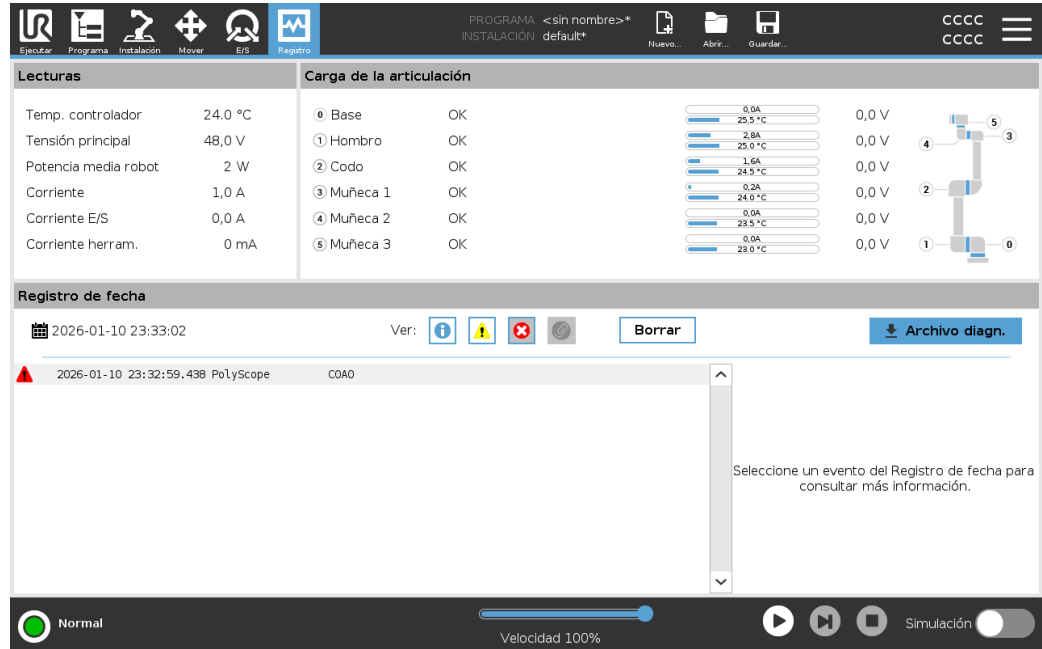 UR
Ejecutar Programa Instalación Mover E/S Registro
PROGRAMA <sin nombre>*
INSTALACIÓN default*
Nuevo... Abrir... Guardar...
CCCC
CCCC
Lecturas
Temp. controlador 24.0 °C
Tensión principal 48,0 V
Potencia media robot 2 W
Corriente 1,0 A
Corriente E/S 0,0 A
Corriente herram. 0 mA
Carga de la articulación
0 Base OK 0,0A 25.5 °C 0,0 V
1 Hombro OK 2,8A 25.0 °C 0,0 V
2 Codo OK 1,6A 24.5 °C 0,0 V
3 Muñeca 1 OK 0,2A 24.0 °C 0,0 V
4 Muñeca 2 OK 0,0A 23.5 °C 0,0 V
5 Muñeca 3 OK 0,0A 23.0 °C 0,0 V
5
3
4
2
1 0
Registro de fecha
2026-01-10 23:33:02 Ver: Borrar Archivo diagn.
2026-01-10 23:32:59.438 PolyScope C0A0
Seleccione un evento del Registro de fecha para
consultar más información.
Normal
Velocidad 100%
Simulación